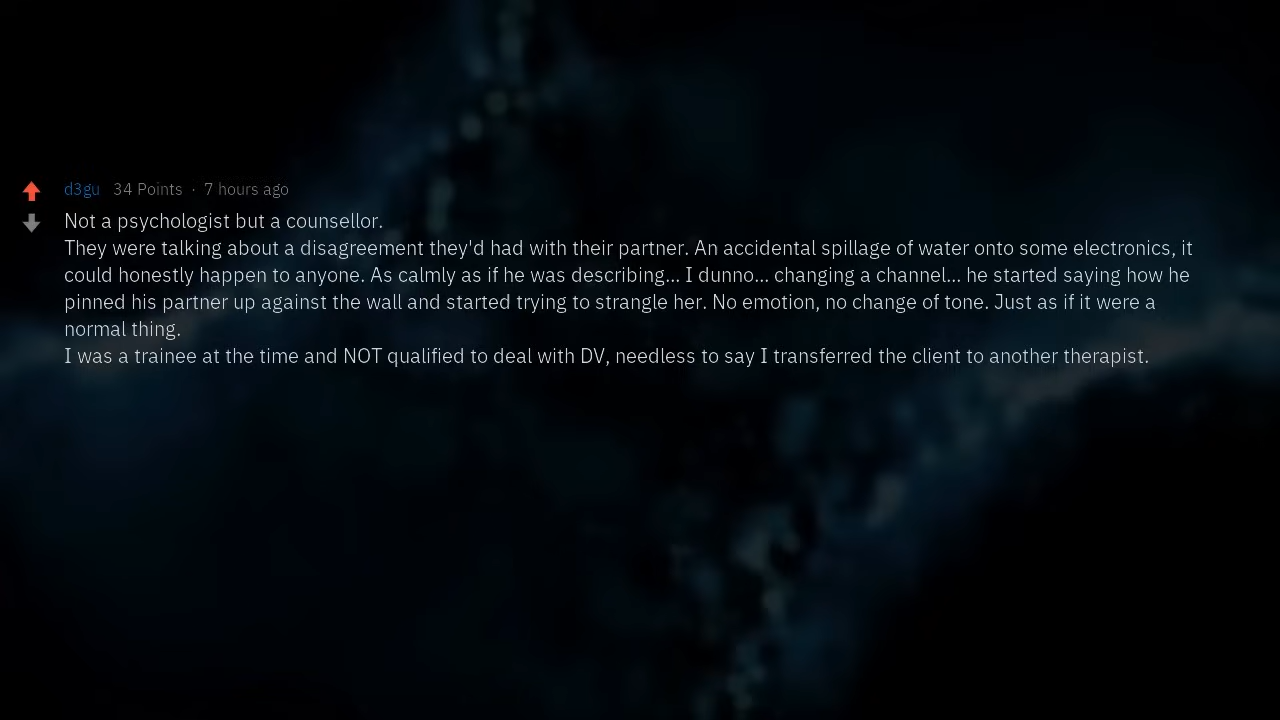 d3gu 34 Points · 7 hours ago
Not a psychologist but a counsellor.
They were talking about a disagreement they'd had with their partner. An accidental spillage of water onto some electronics, it
could honestly happen to anyone. As calmly as if he was describing... I dunno... changing a channel... he started saying how he
pinned his partner up against the wall and started trying to strangle her. No emotion, no change of tone. Just as if it were a
normal thing.
I was a trainee at the time and NOT qualified to deal with DV, needless to say I transferred the client to another therapist.